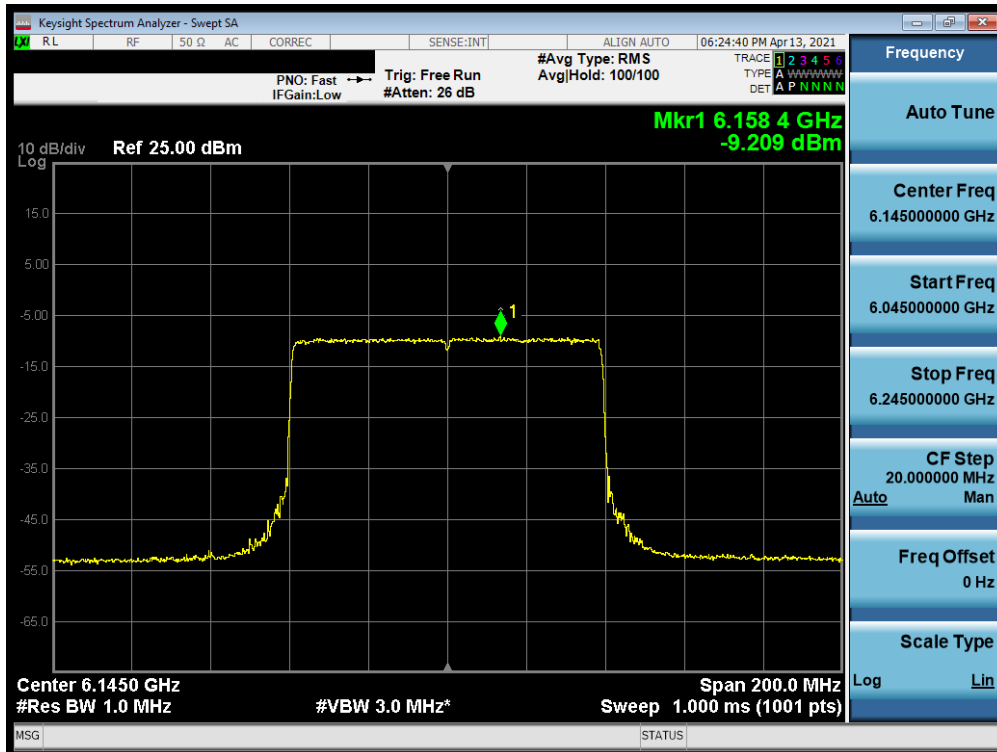 Keysight Spectrum Analyzer - Swept SA
LXI RL RF 50 Ω AC CORREC SENSE:INT ALIGN AUTO 06:24:40 PM Apr 13, 2021
PNO: Fast Trig: Free Run #Avg Type: RMS TRACE 1 2 3 4 5 6
IFGain:Low #Atten: 26 dB Avg|Hold: 100/100 TYPE A WWWWW
DET A P N N N N
Mkr1 6.158 4 GHz
-9.209 dBm
10 dB/div Ref 25.00 dBm
Log
15.0
5.00
1
-5.00
-15.0
-25.0
-35.0
-45.0
-55.0
-65.0
Center 6.1450 GHz Span 200.0 MHz
#Res BW 1.0 MHz #VBW 3.0 MHz* Sweep 1.000 ms (1001 pts)
MSG STATUS
Frequency
Auto Tune
Center Freq
6.145000000 GHz
Start Freq
6.045000000 GHz
Stop Freq
6.245000000 GHz
CF Step
20.000000 MHz
Auto Man
Freq Offset
0 Hz
Scale Type
Log Lin